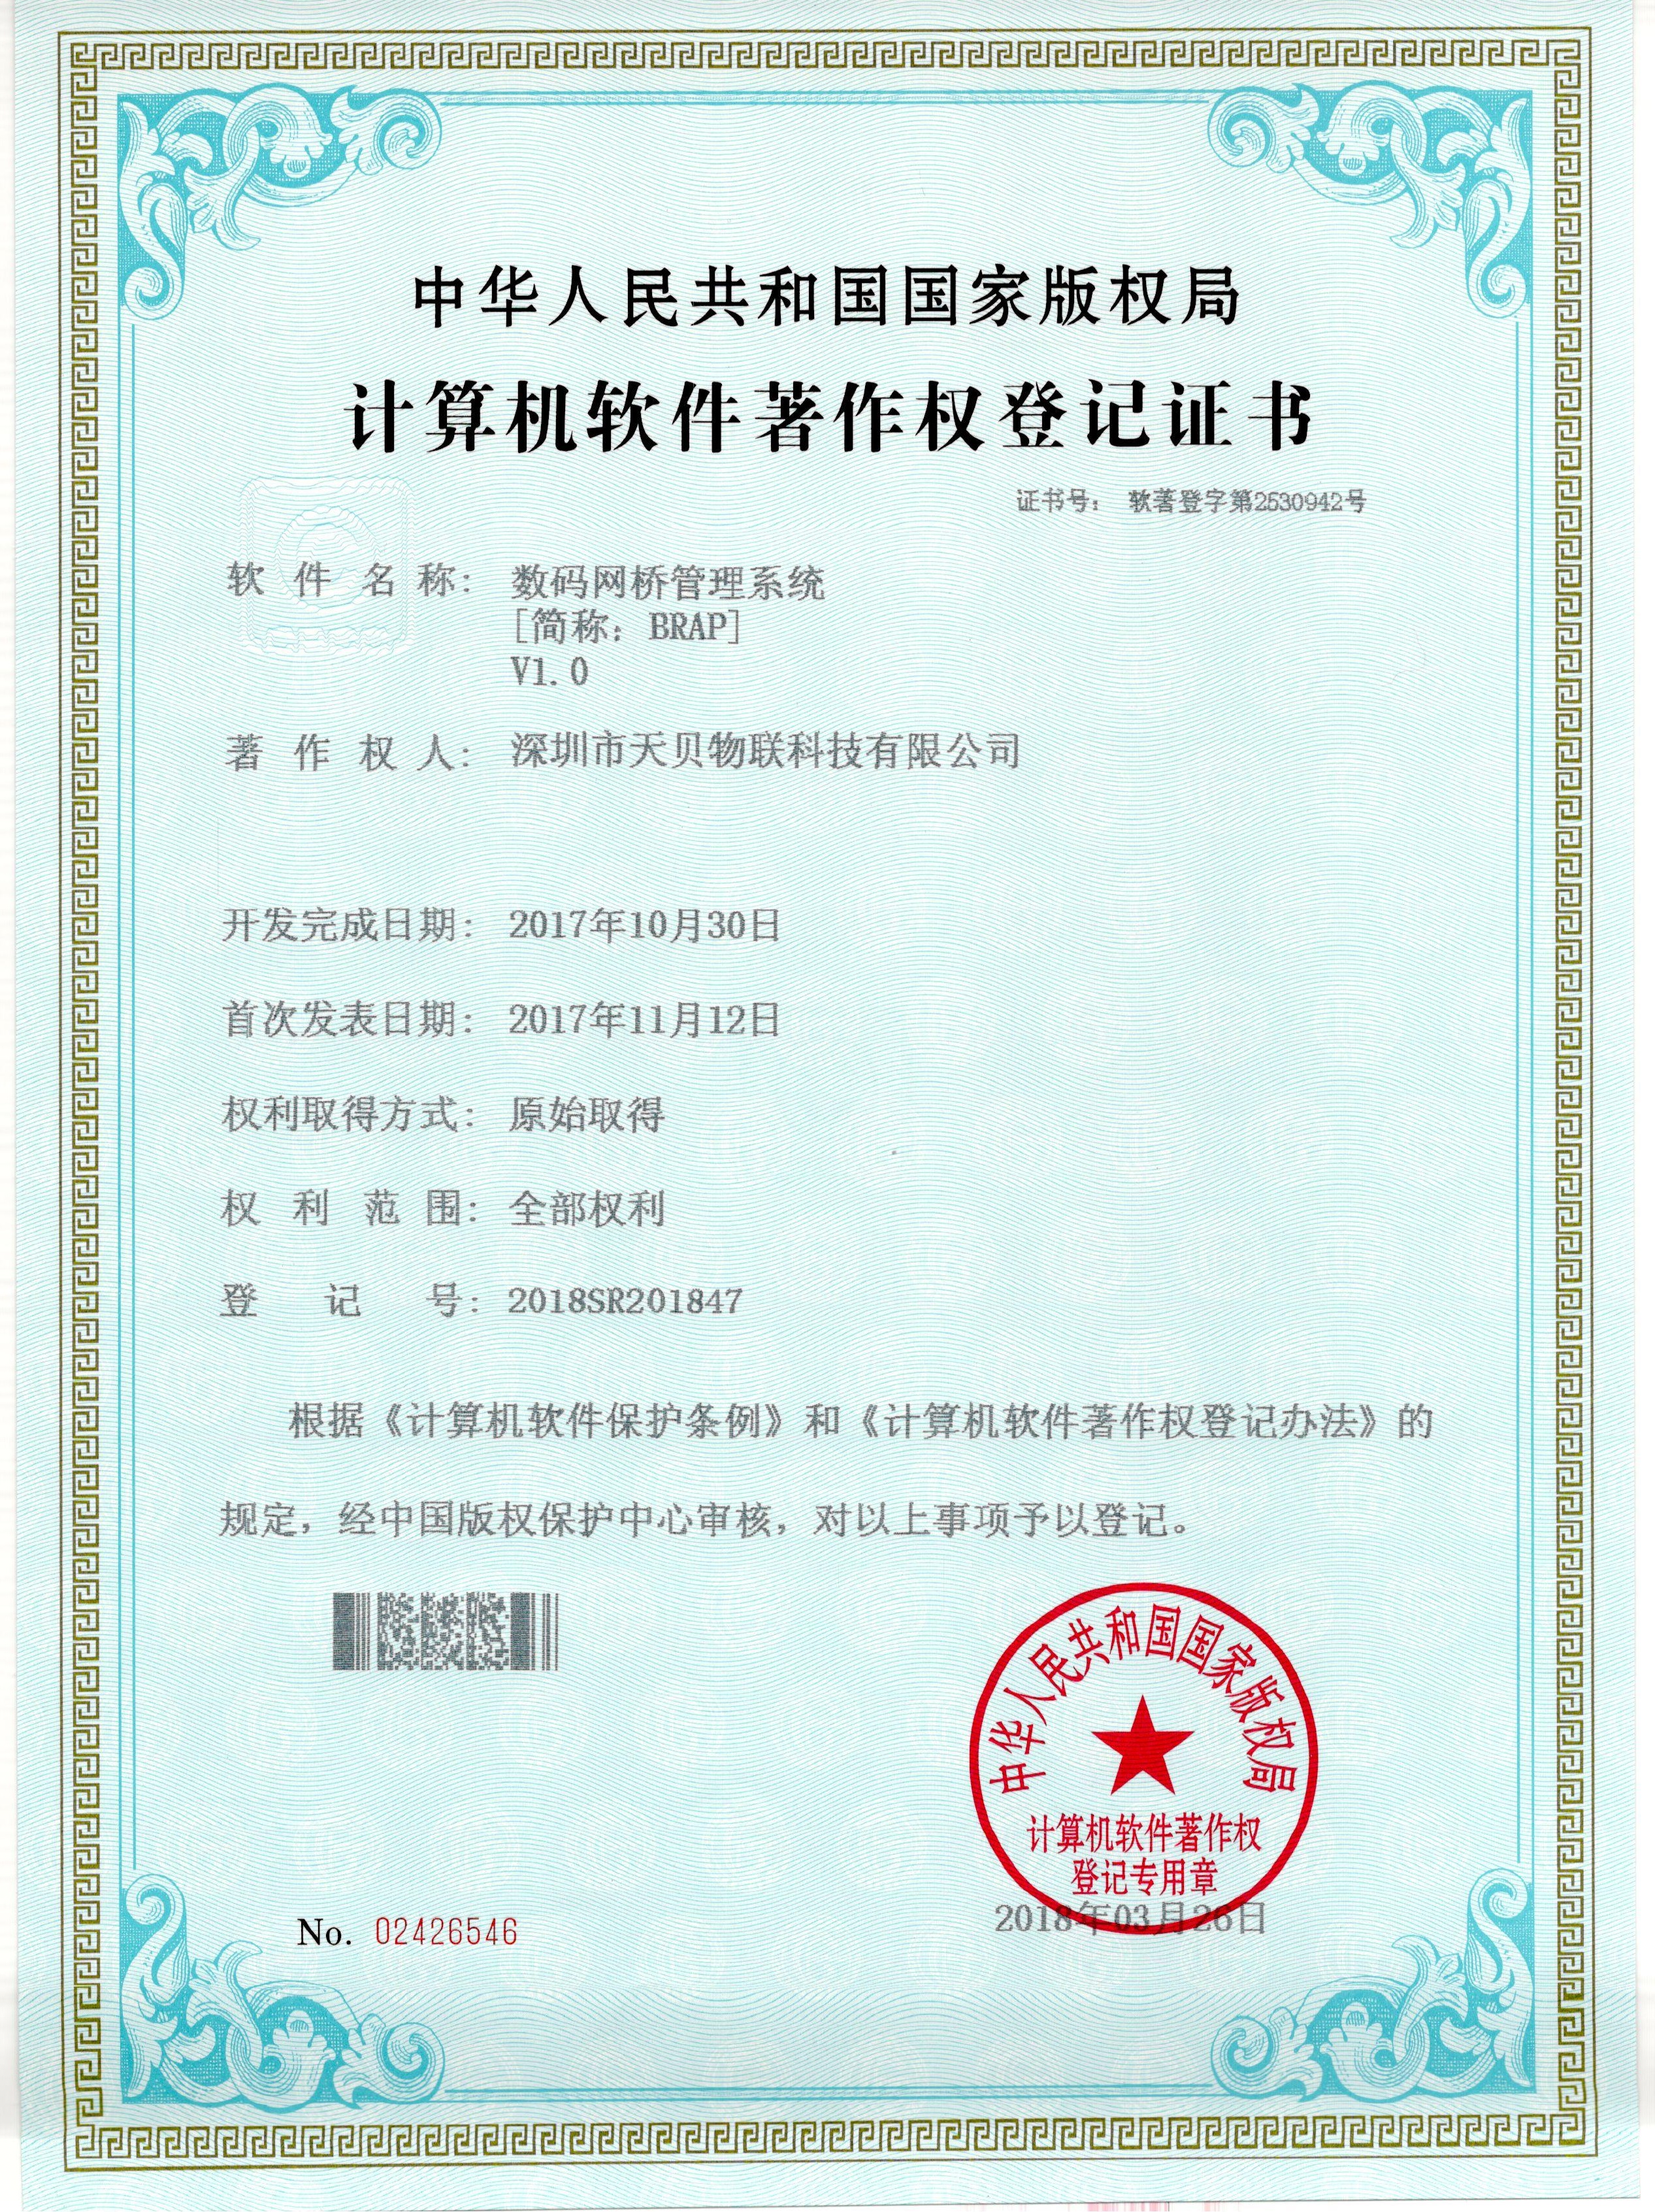 中华人民共和国国家版权局
计算机软件著作权登记证书
证书号： 软著登字第2530942号
软件名称： 数码网桥管理系统
[简称：BRAP]
V1.0
著作权人： 深圳市天贝物联科技有限公司
开发完成日期： 2017年10月30日
首次发表日期： 2017年11月12日
权利取得方式： 原始取得
权利范围： 全部权利
登记号： 2018SR201847
根据《计算机软件保护条例》和《计算机软件著作权登记办法》的
规定，经中国版权保护中心审核，对以上事项予以登记。
中华人民共和国国家版权局
计算机软件著作权
登记专用章
No. 02426546
2018年03月26日